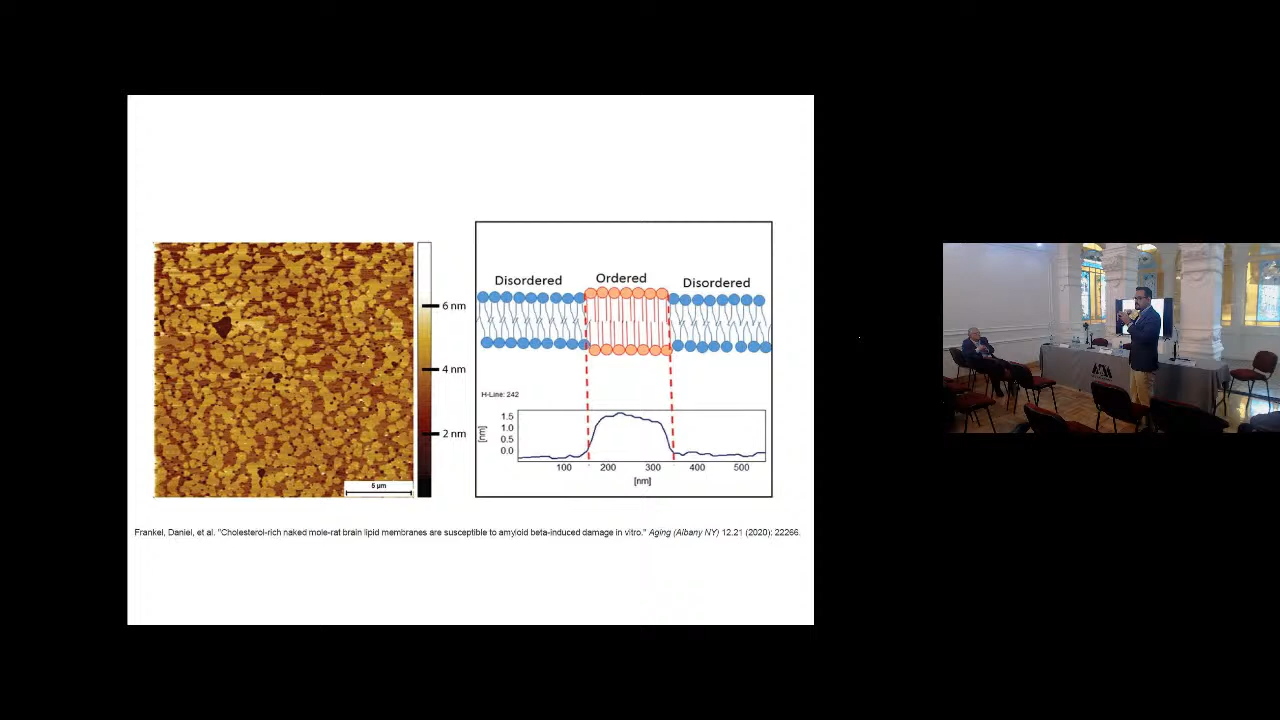 Disordered
Ordered
Disordered
6 nm
4 nm
2 nm
5 µm
H-Line: 242
[nm]
1.5
1.0
0.5
0.0
100 200 300 400 500
[nm]
Frankel, Daniel, et al. "Cholesterol-rich naked mole-rat brain lipid membranes are susceptible to amyloid beta-induced damage in vitro." Aging (Albany NY) 12.21 (2020): 22266.